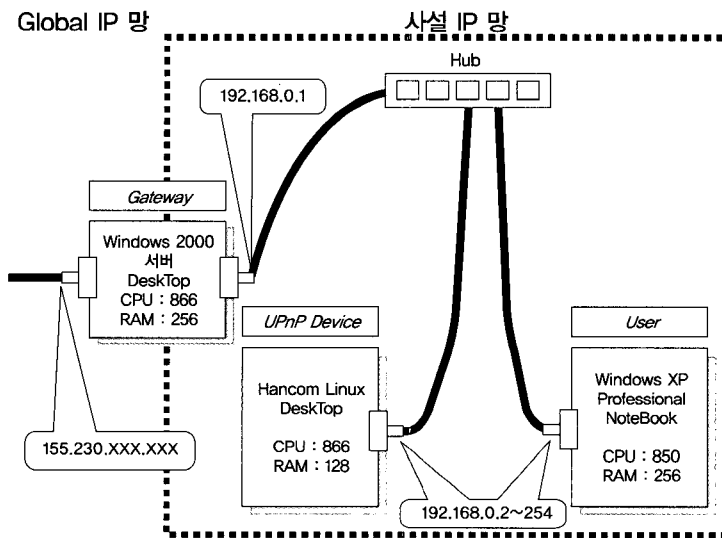 Global IP 망
사설 IP 망
Hub
192.168.0.1
Gateway
Windows 2000
서버
DeskTop
CPU : 866
RAM : 256
155.230.XXX.XXX
UPnP Device
Hancom Linux
DeskTop
CPU : 866
RAM : 128
192.168.0.2~254
User
Windows XP
Professional
NoteBook
CPU : 850
RAM : 256